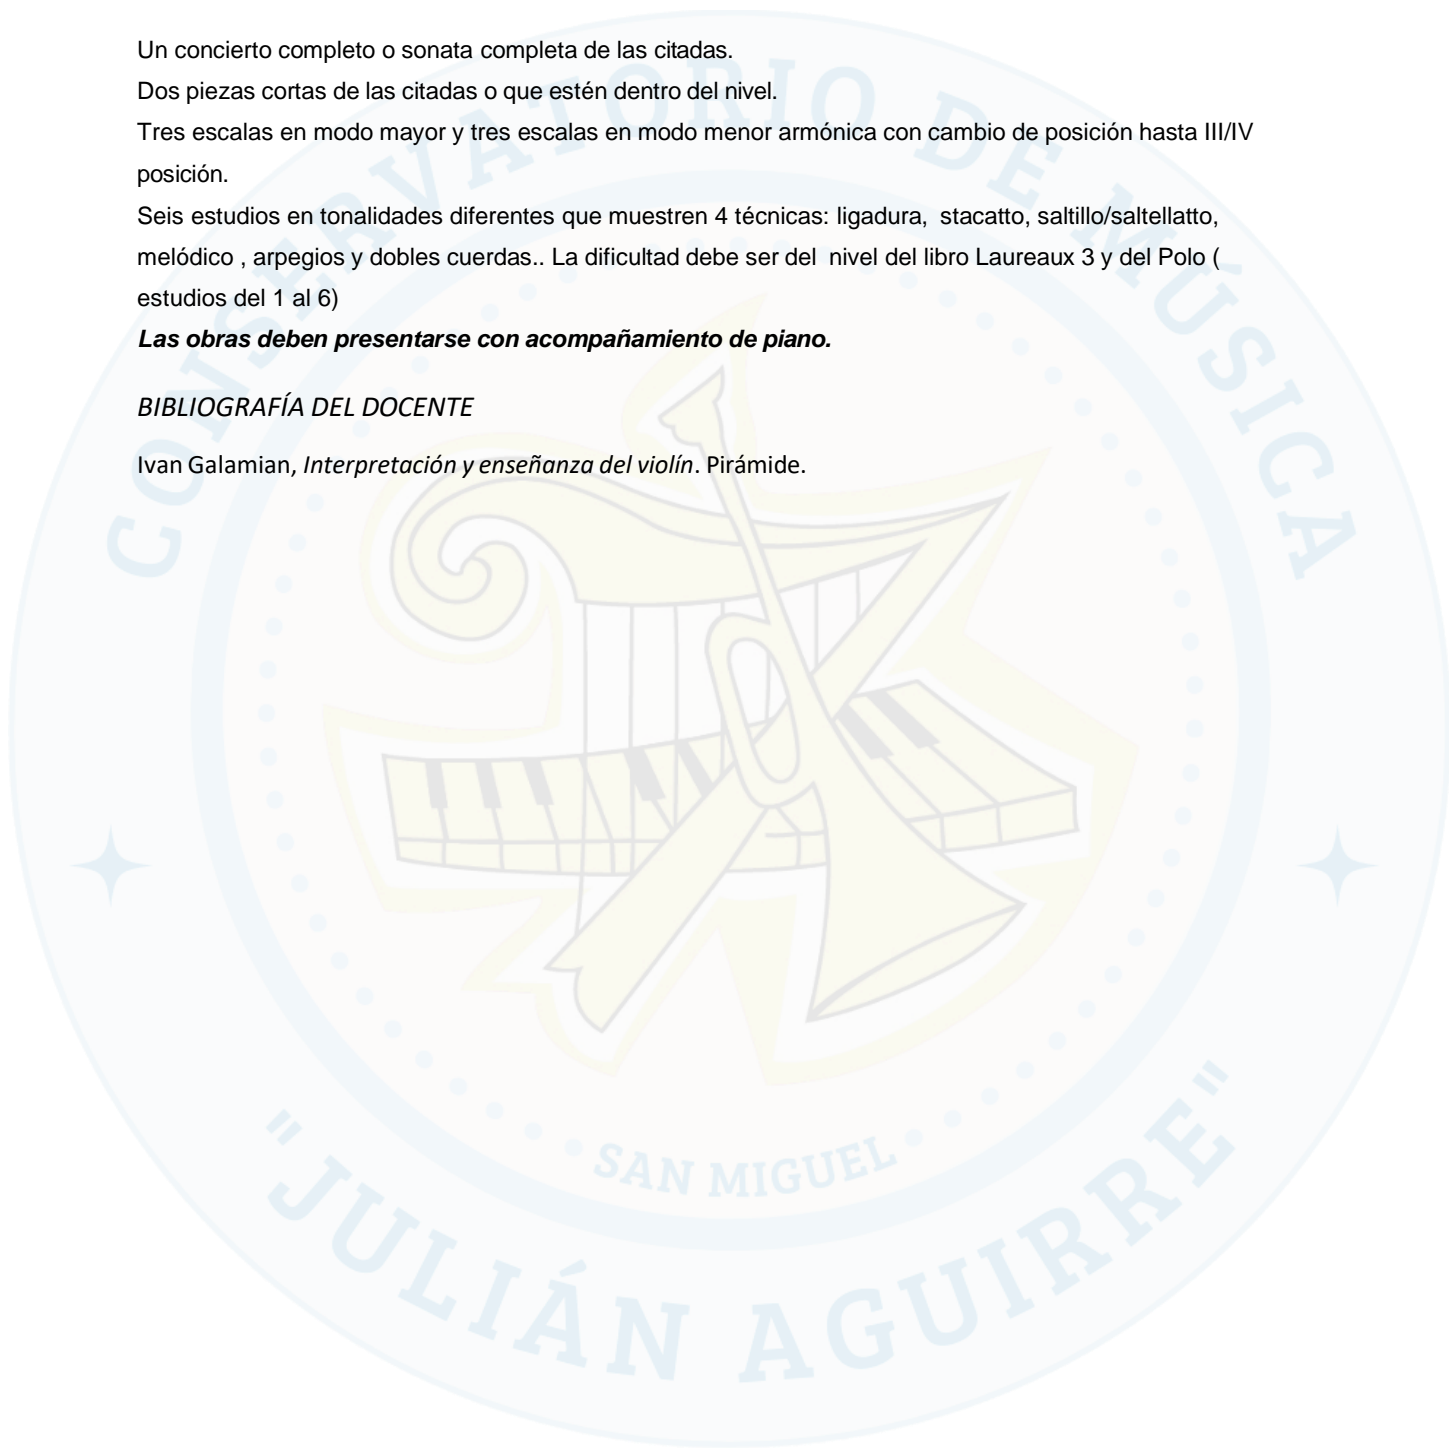 Un concierto completo o sonata completa de las citadas.
Dos piezas cortas de las citadas o que estén dentro del nivel.
Tres escalas en modo mayor y tres escalas en modo menor armónica con cambio de posición hasta III/IV
posición.
Seis estudios en tonalidades diferentes que muestren 4 técnicas: ligadura, stacatto, saltillo/saltellatto,
melódico , arpegios y dobles cuerdas.. La dificultad debe ser del nivel del libro Laureaux 3 y del Polo (
estudios del 1 al 6)
Las obras deben presentarse con acompañamiento de piano.
BIBLIOGRAFÍA DEL DOCENTE
Ivan Galamian, Interpretación y enseñanza del violín. Pirámide.
CONSERVATORIO DE MÚSICA
SAN MIGUEL
"JULIÁN AGUIRRE"